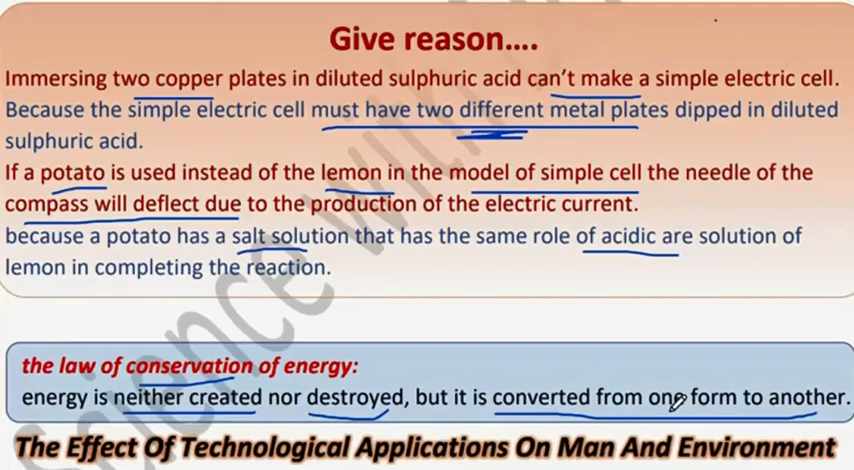 Give reason....
Immersing two copper plates in diluted sulphuric acid can't make a simple electric cell.
Because the simple electric cell must have two different metal plates dipped in diluted
sulphuric acid.
If a potato is used instead of the lemon in the model of simple cell the needle of the
compass will deflect due to the production of the electric current.
because a potato has a salt solution that has the same role of acidic are solution of
lemon in completing the reaction.
the law of conservation of energy:
energy is neither created nor destroyed, but it is converted from one form to another.
The Effect Of Technological Applications On Man And Environment
Science with